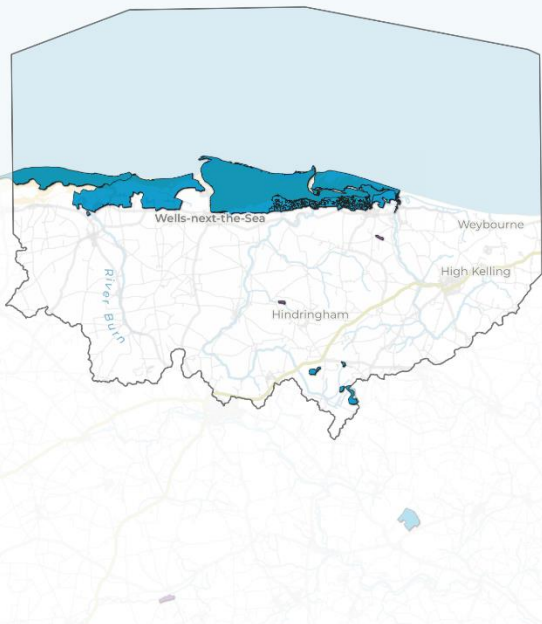 Wells-next-the-Sea
Weybourne
High Kelling
River Burn
Hindringham